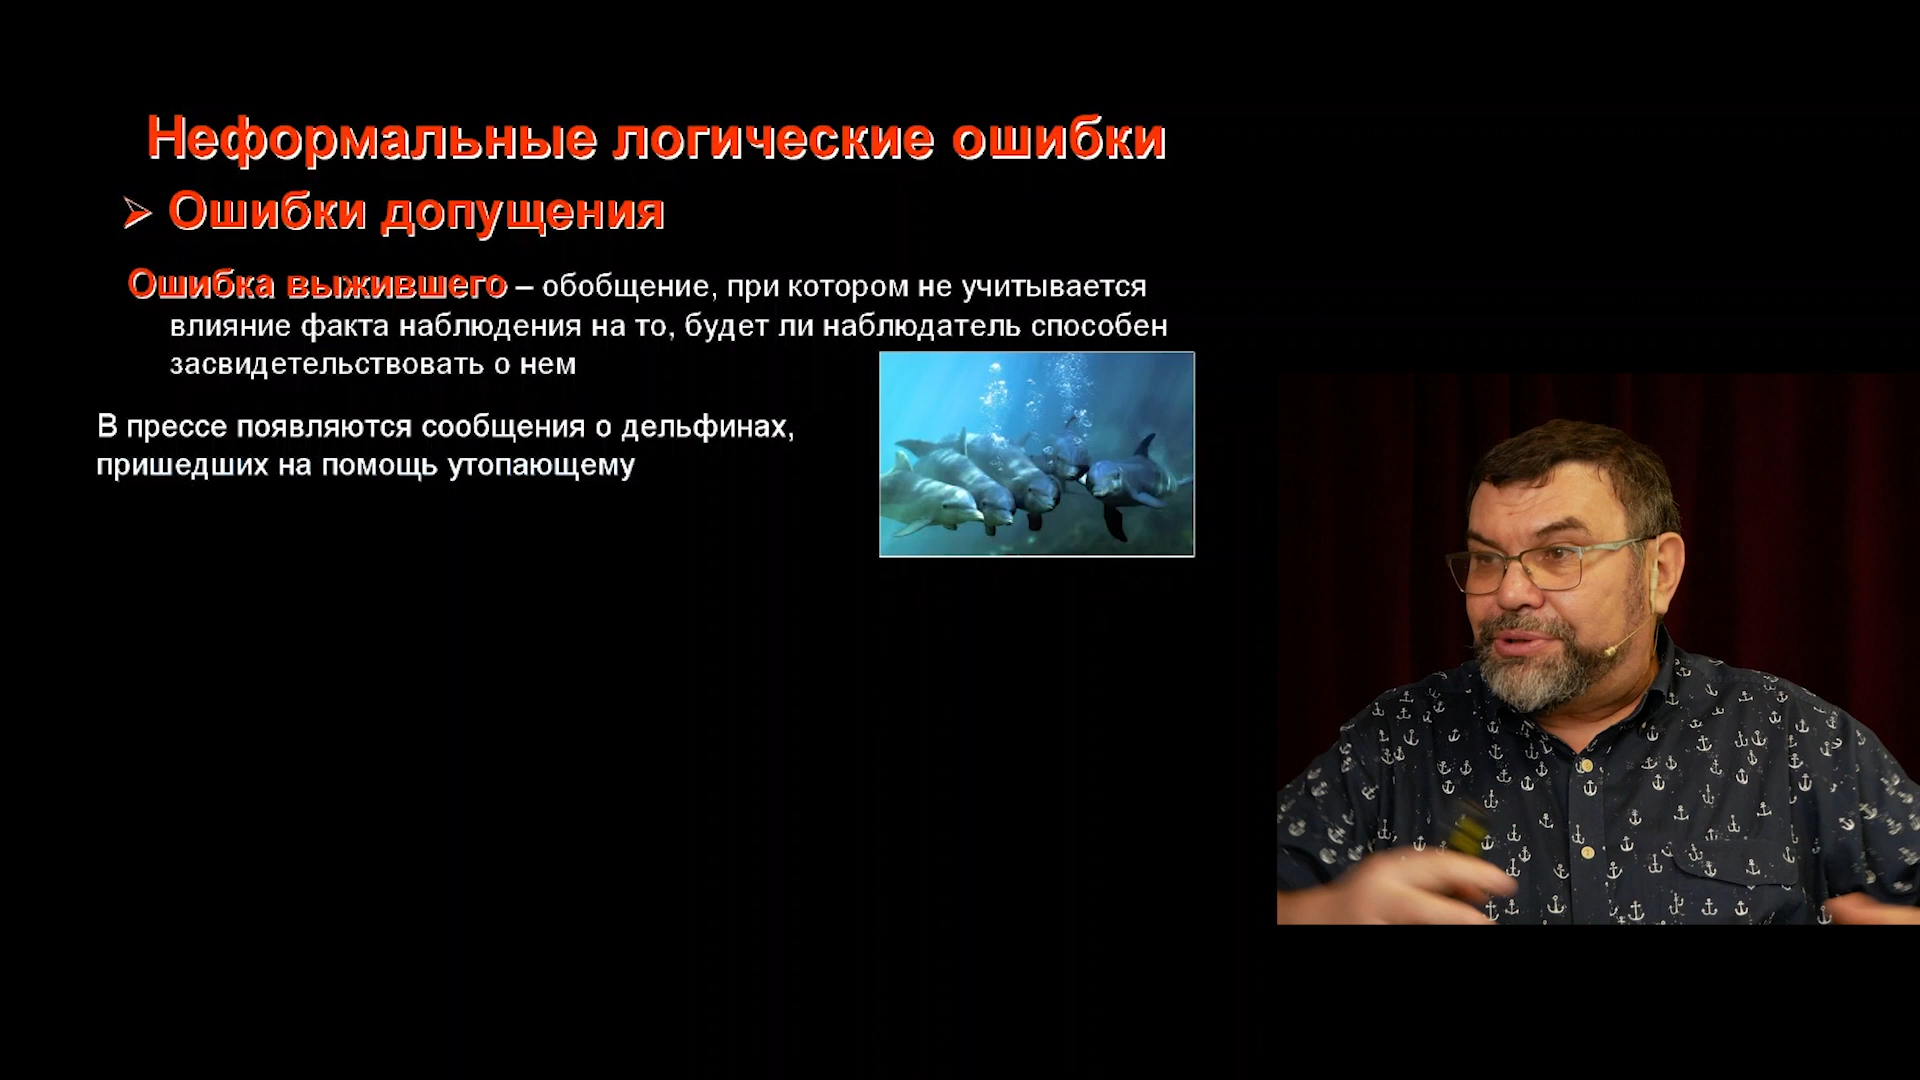 Неформальные логические ошибки
Ошибки допущения
Ошибка выжившего – обобщение, при котором не учитывается
влияние факта наблюдения на то, будет ли наблюдатель способен
засвидетельствовать о нем
В прессе появляются сообщения о дельфинах,
пришедших на помощь утопающему